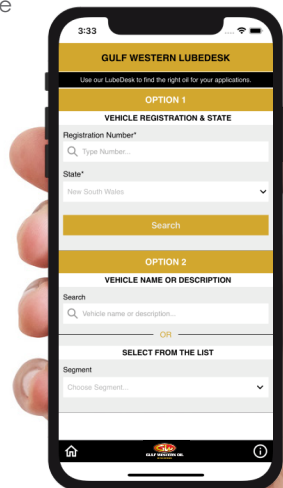 e
3:33
GULF WESTERN LUBEDESK
Use our LubeDesk to find the right oil for your applications.
OPTION 1
VEHICLE REGISTRATION & STATE
Registration Number*
Type Number...
State*
New South Wales
Search
OPTION 2
VEHICLE NAME OR DESCRIPTION
Search
Vehicle name or description...
OR
SELECT FROM THE LIST
Segment
Choose Segment...
GULF WESTERN OIL